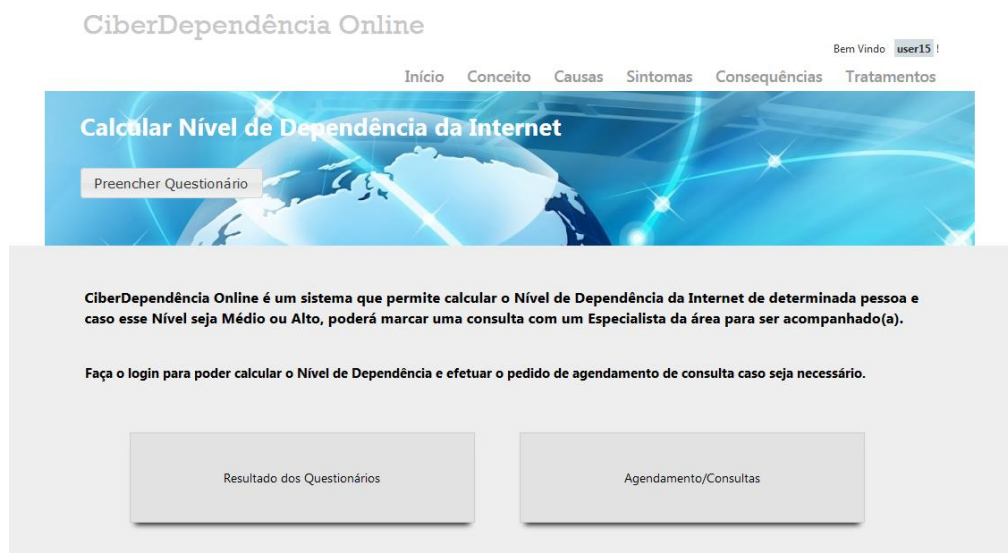 CiberDependência Online
Bem Vindo user15 !
Início Conceito Causas Sintomas Consequências Tratamentos
Calcular Nível de Dependência da Internet
Preencher Questionário
CiberDependência Online é um sistema que permite calcular o Nível de Dependência da Internet de determinada pessoa e
caso esse Nível seja Médio ou Alto, poderá marcar uma consulta com um Especialista da área para ser acompanhado(a).
Faça o login para poder calcular o Nível de Dependência e efetuar o pedido de agendamento de consulta caso seja necessário.
Resultado dos Questionários Agendamento/Consultas